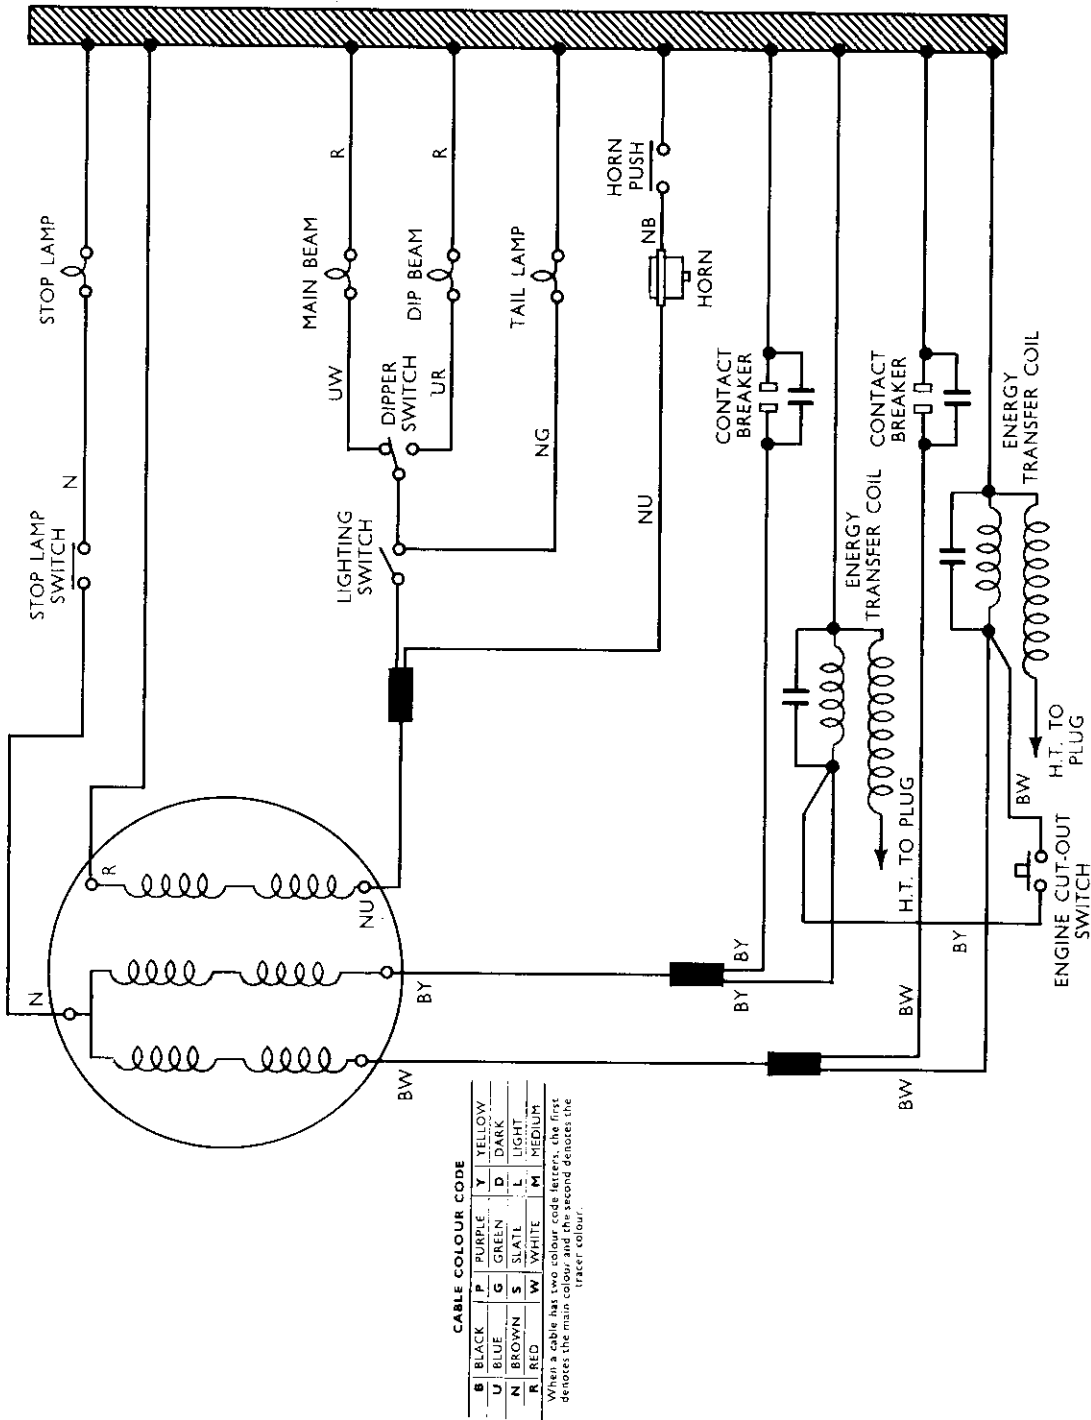 STOP LAMP
N
STOP LAMP
SWITCH
R
MAIN BEAM
UW
R
DIP BEAM
UR
DIPPER
SWITCH
LIGHTING
SWITCH
TAIL LAMP
NG
HORN
PUSH
NB
HORN
NU
CONTACT
BREAKER
CONTACT
BREAKER
ENERGY
TRANSFER COIL
ENERGY
TRANSFER COIL
H.T. TO PLUG
H.T. TO
PLUG
BW
ENGINE CUT-OUT
SWITCH
BY
N
R
NU
BY
BY
BY
BW
BW
BW
CABLE COLOUR CODE
B BLACK P PURPLE Y YELLOW
U BLUE G GREEN D DARK
N BROWN S SLATE L LIGHT
R RED W WHITE M MEDIUM
When a cable has two colour code letters, the first
denotes the main colour and the second denotes the
tracer colour.